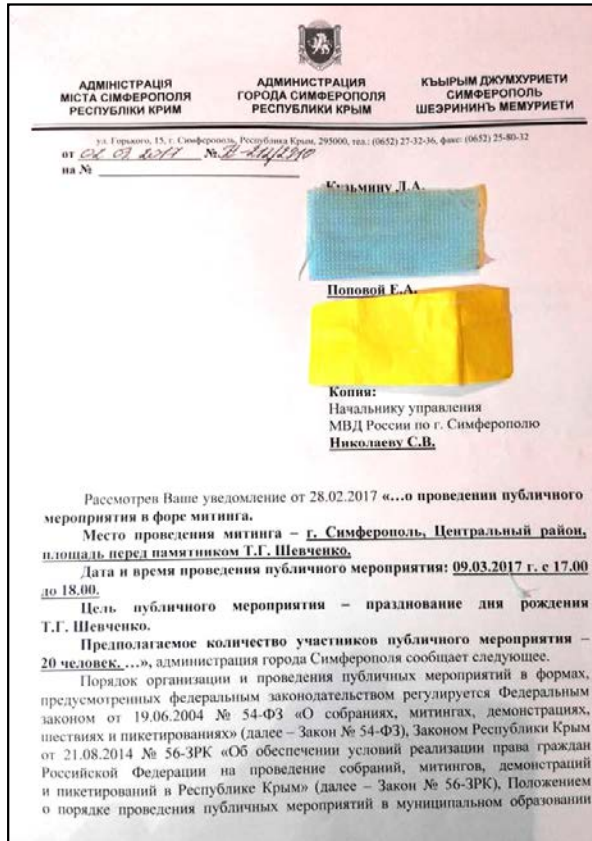 АДМІНІСТРАЦІЯ
МІСТА СІМФЕРОПОЛЯ
РЕСПУБЛІКИ КРИМ
АДМИНИСТРАЦИЯ
ГОРОДА СИМФЕРОПОЛЯ
РЕСПУБЛИКИ КРЫМ
КЪЫРЫМ ДЖУМХУРИЕТИ
СИМФЕРОПОЛЬ
ШЕЭРИНИНЪ МЕМУРИЕТИ
ул. Горького, 15, г. Симферополь, Республика Крым, 295000, тел.: (0652) 27-32-36, факс: (0652) 25-80-32
от 02.03.2017 №
на №
Кузьмину Л.А.
Поповой Е.А.
Копия:
Начальнику управления
МВД России по г. Симферополю
Николаеву С.В.
Рассмотрев Ваше уведомление от 28.02.2017 «…о проведении публичного
мероприятия в форе митинга.
Место проведения митинга – г. Симферополь, Центральный район,
площадь перед памятником Т.Г. Шевченко.
Дата и время проведения публичного мероприятия: 09.03.2017 г. с 17.00
до 18.00.
Цель публичного мероприятия – празднование дня рождения
Т.Г. Шевченко.
Предполагаемое количество участников публичного мероприятия –
20 человек. …», администрация города Симферополя сообщает следующее.
Порядок организации и проведения публичных мероприятий в формах,
предусмотренных федеральным законодательством регулируется Федеральным
законом от 19.06.2004 № 54-ФЗ «О собраниях, митингах, демонстрациях,
шествиях и пикетированиях» (далее – Закон № 54-ФЗ), Законом Республики Крым
от 21.08.2014 № 56-ЗРК «Об обеспечении условий реализации права граждан
Российской Федерации на проведение собраний, митингов, демонстраций
и пикетирований в Республике Крым» (далее – Закон № 56-ЗРК), Положением
о порядке проведения публичных мероприятий в муниципальном образовании